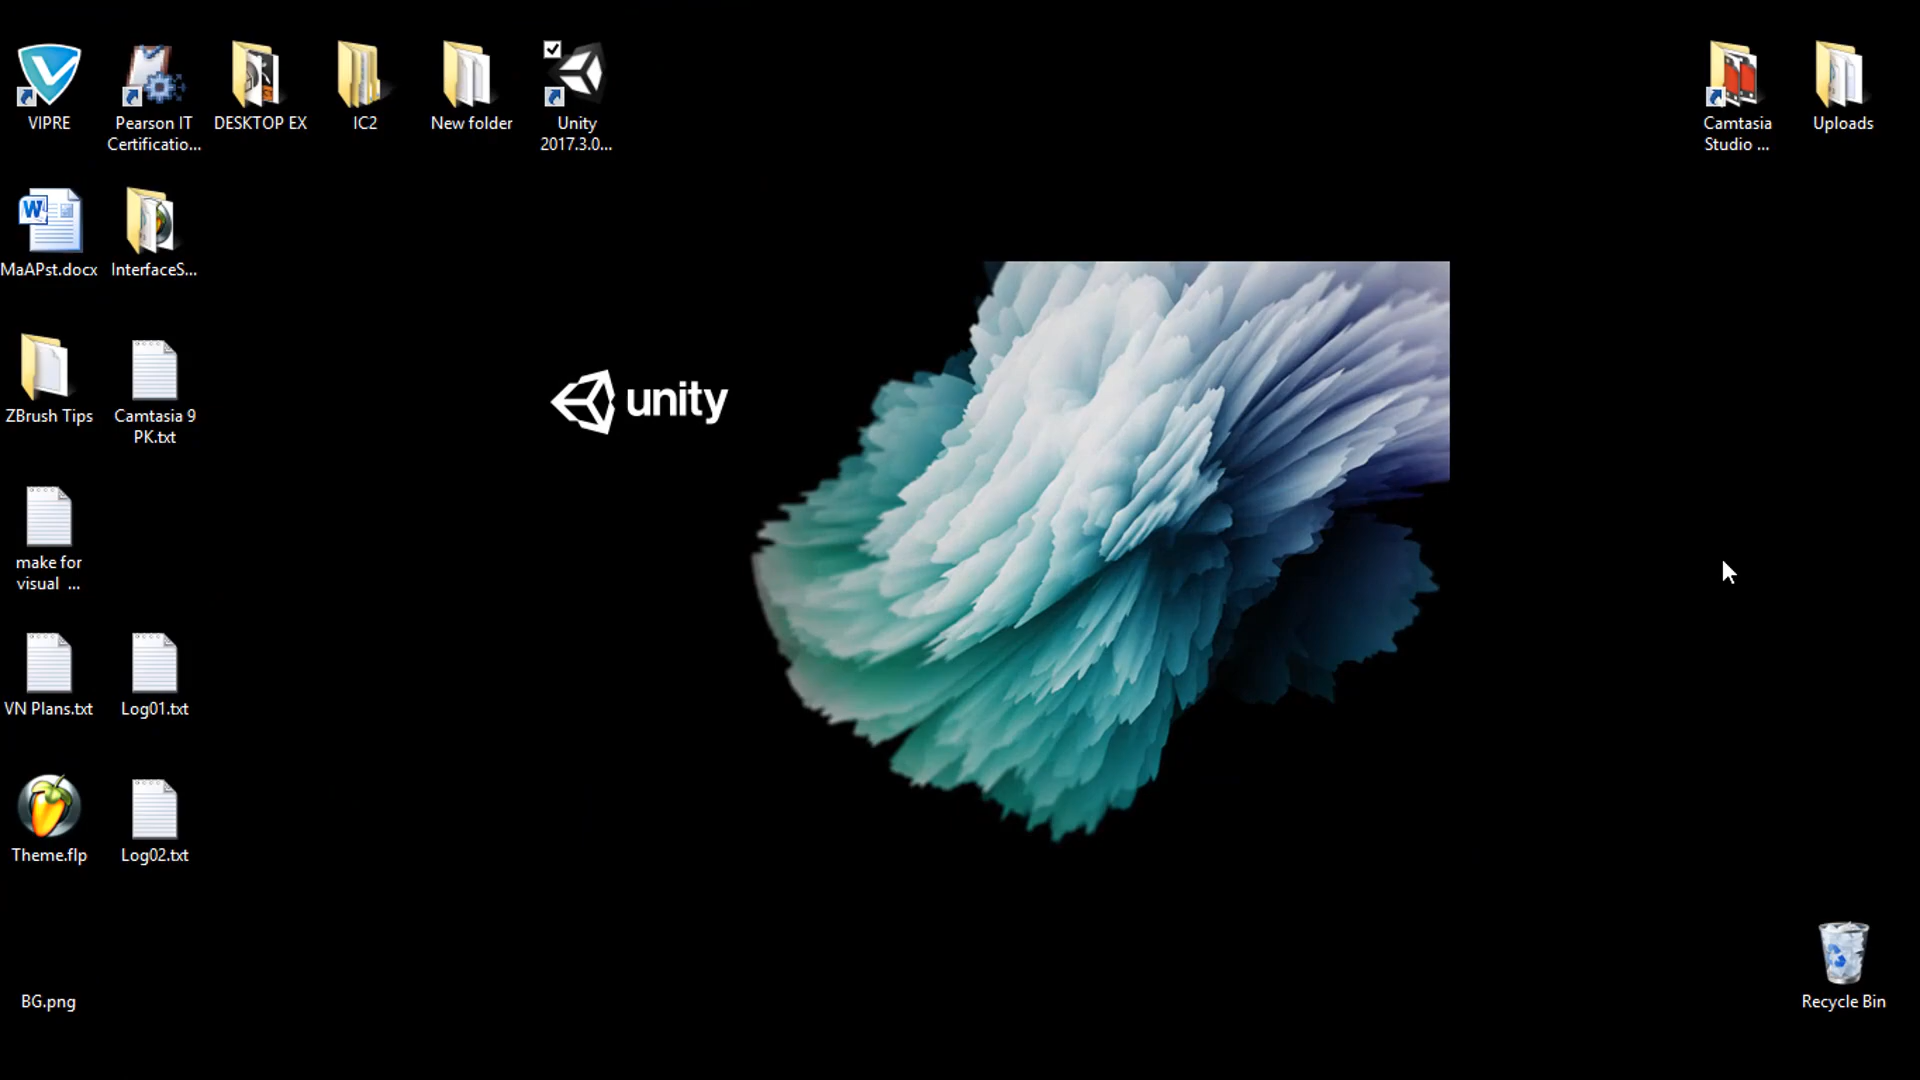 VIPRE
Pearson IT
Certificatio...
DESKTOP EX
IC2
New folder
Unity
2017.3.0...
Camtasia
Studio ...
Uploads
MaAPst.docx
InterfaceS...
unity
ZBrush Tips
Camtasia 9
PK.txt
make for
visual ...
VN Plans.txt
Log01.txt
Theme.flp
Log02.txt
BG.png
Recycle Bin